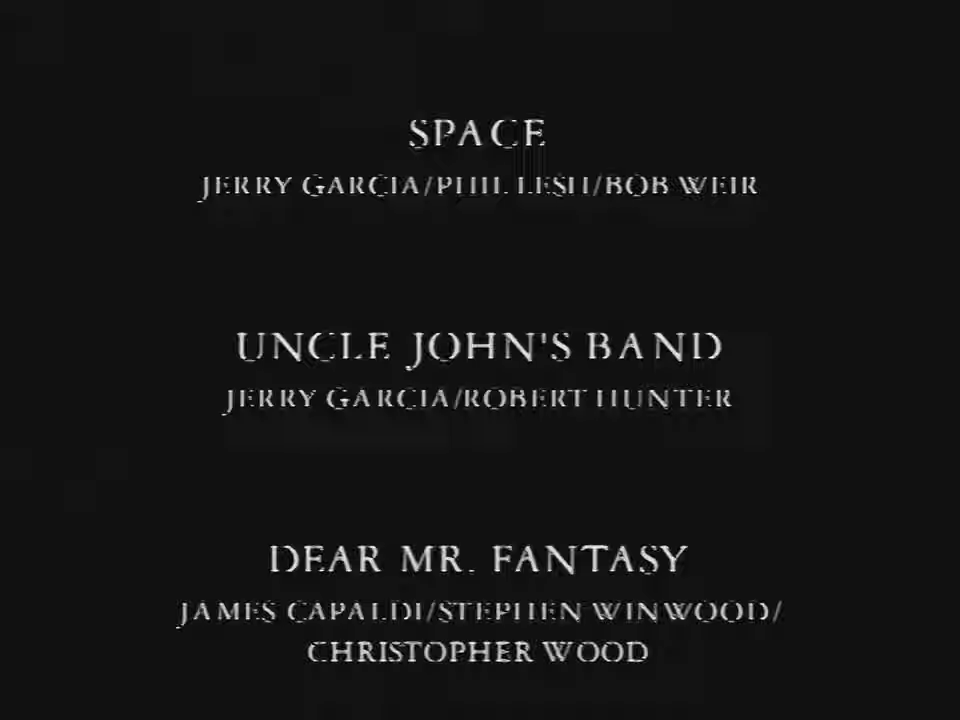 SPACE
JERRY GARCIA/PHIL LESH/BOB WEIR
UNCLE JOHN'S BAND
JERRY GARCIA/ROBERT HUNTER
DEAR MR. FANTASY
JAMES CAPALDI/STEPHEN WINWOOD/
CHRISTOPHER WOOD